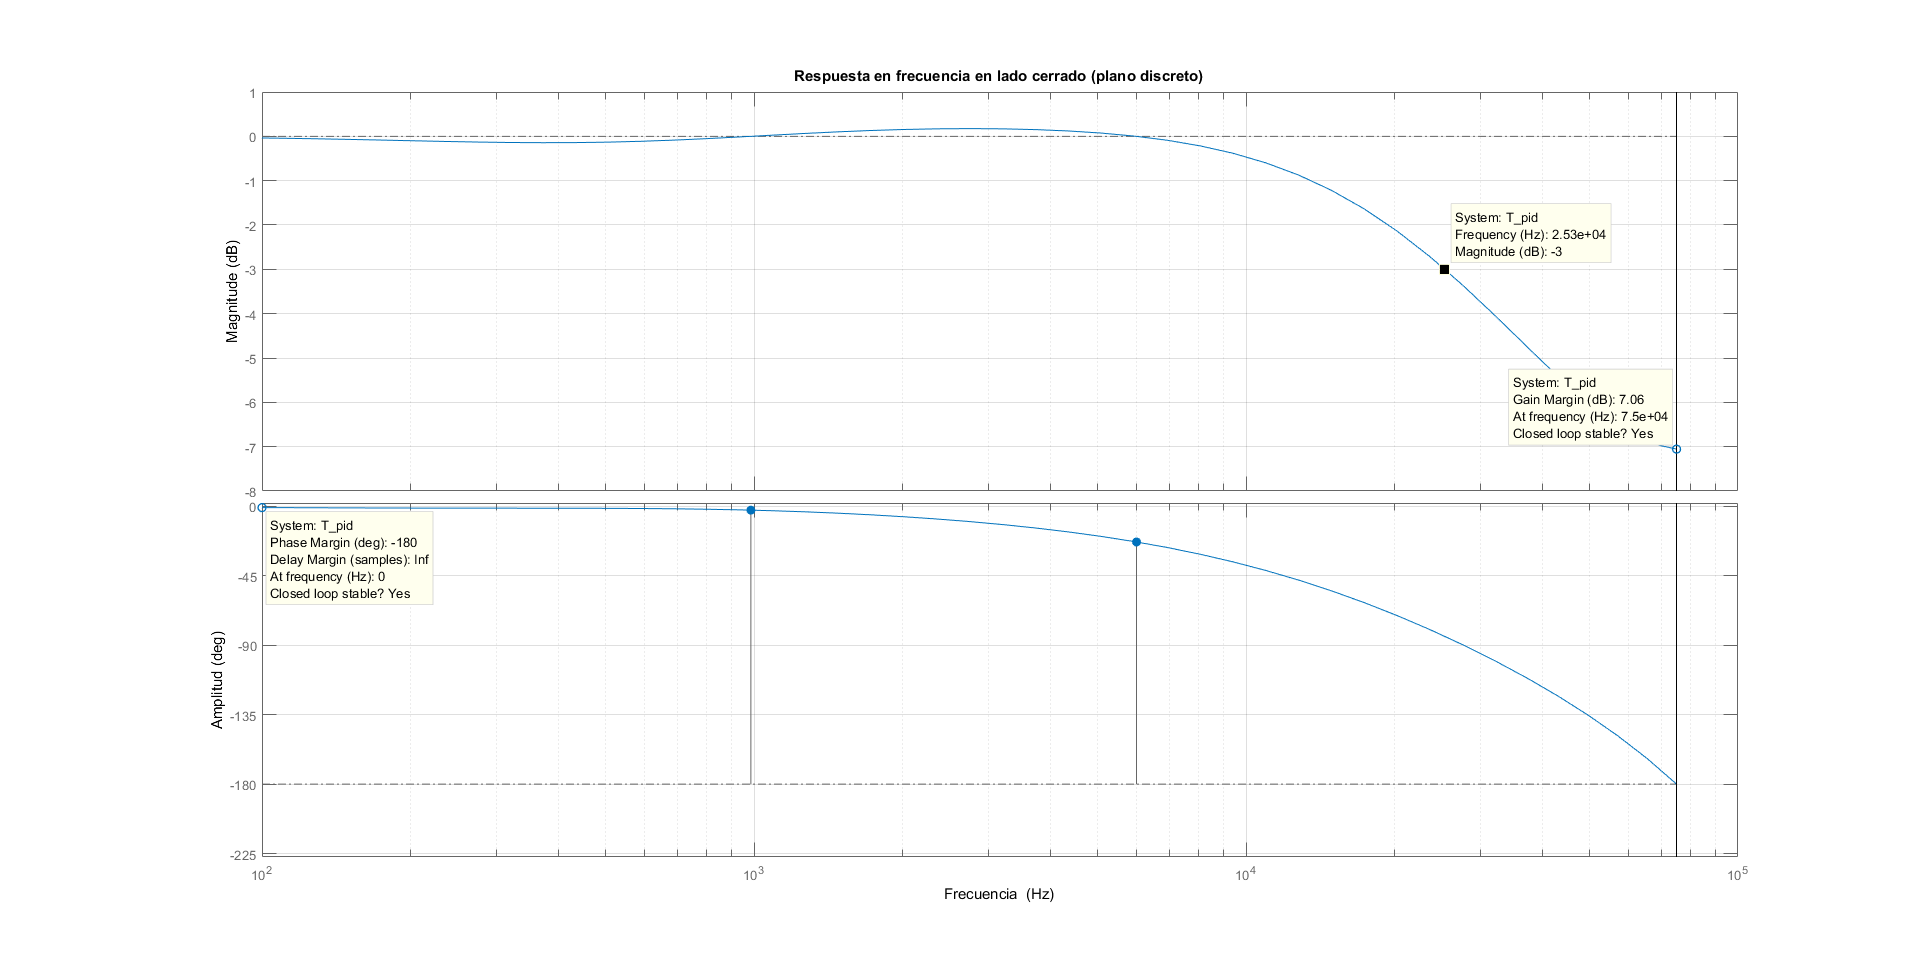 Respuesta en frecuencia en lado cerrado (plano discreto)
Magnitude (dB)
1
0
-1
-2
-3
-4
-5
-6
-7
-8
System: T_pid
Frequency (Hz): 2.53e+04
Magnitude (dB): -3
System: T_pid
Gain Margin (dB): 7.06
At frequency (Hz): 7.5e+04
Closed loop stable? Yes
Amplitud (deg)
0
-45
-90
-135
-180
-225
System: T_pid
Phase Margin (deg): -180
Delay Margin (samples): Inf
At frequency (Hz): 0
Closed loop stable? Yes
10^2
10^3
10^4
10^5
Frecuencia (Hz)